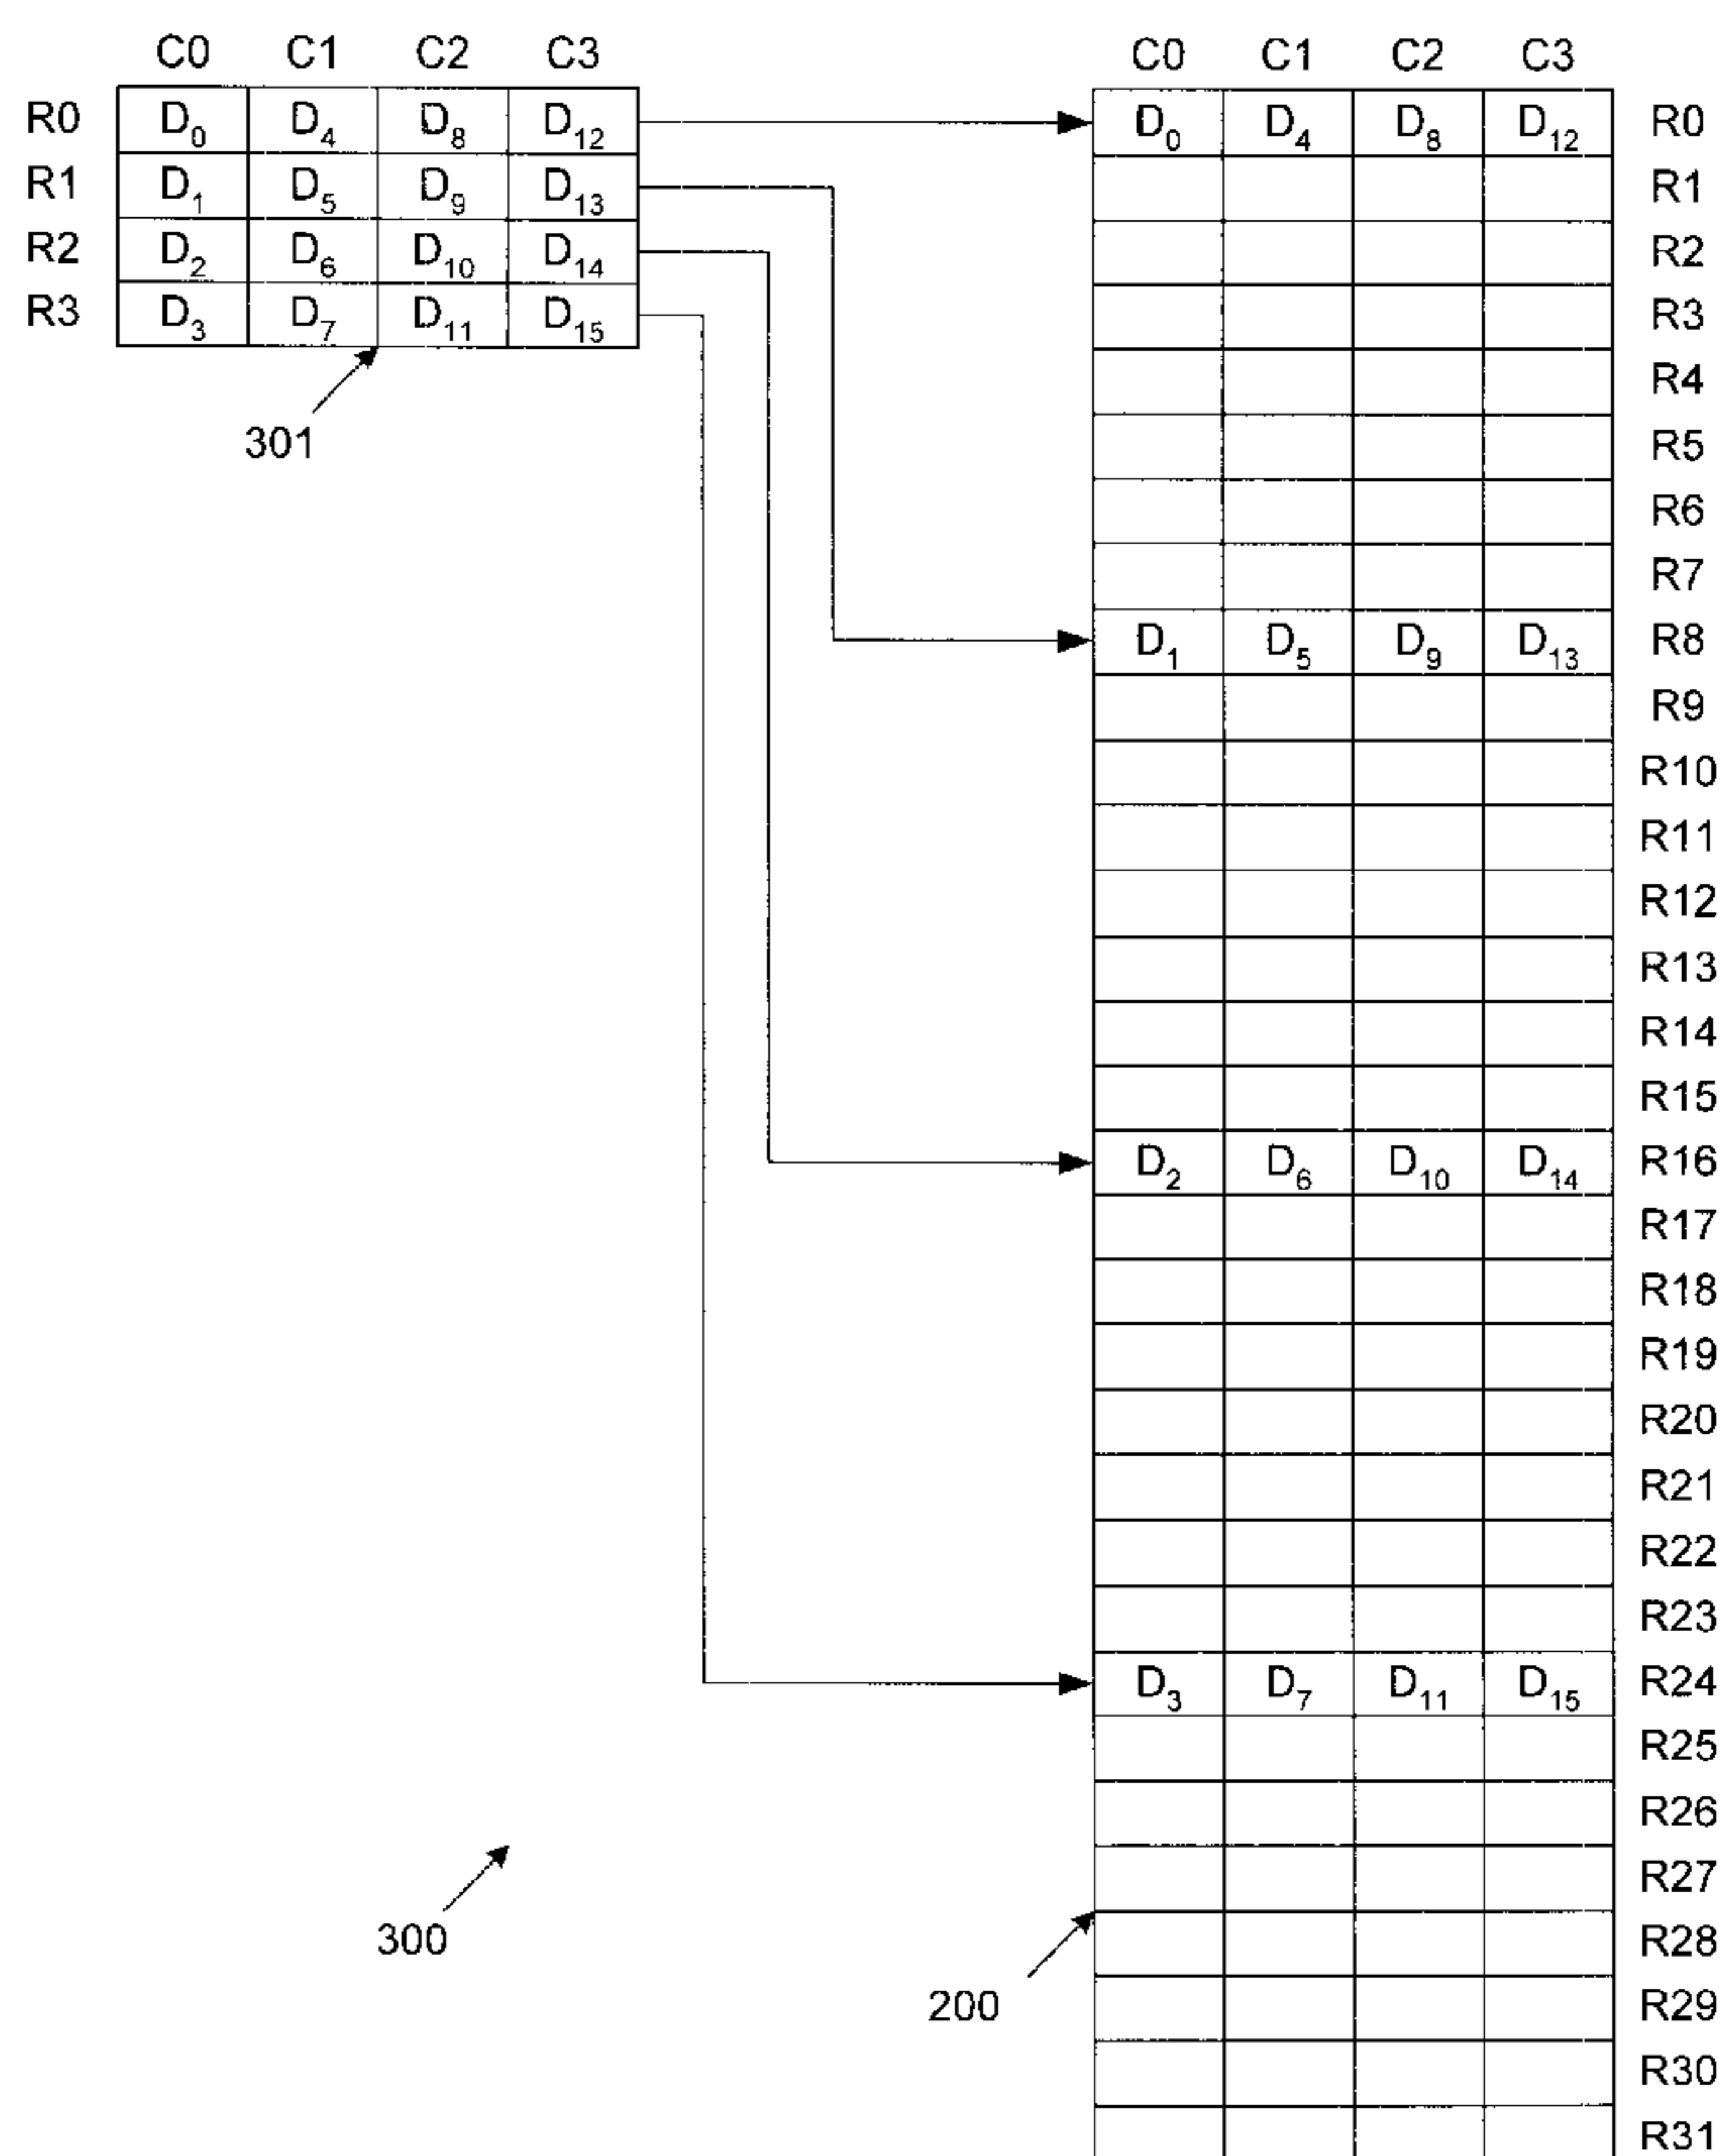 C0 C1 C2 C3
R0 D0 D4 D8 D12
R1 D1 D5 D9 D13
R2 D2 D6 D10 D14
R3 D3 D7 D11 D15
301
300
C0 C1 C2 C3
D0 D4 D8 D12 R0
R1
R2
R3
R4
R5
R6
R7
D1 D5 D9 D13 R8
R9
R10
R11
R12
R13
R14
R15
D2 D6 D10 D14 R16
R17
R18
R19
R20
R21
R22
R23
D3 D7 D11 D15 R24
R25
R26
R27
R28
200
R29
R30
R31